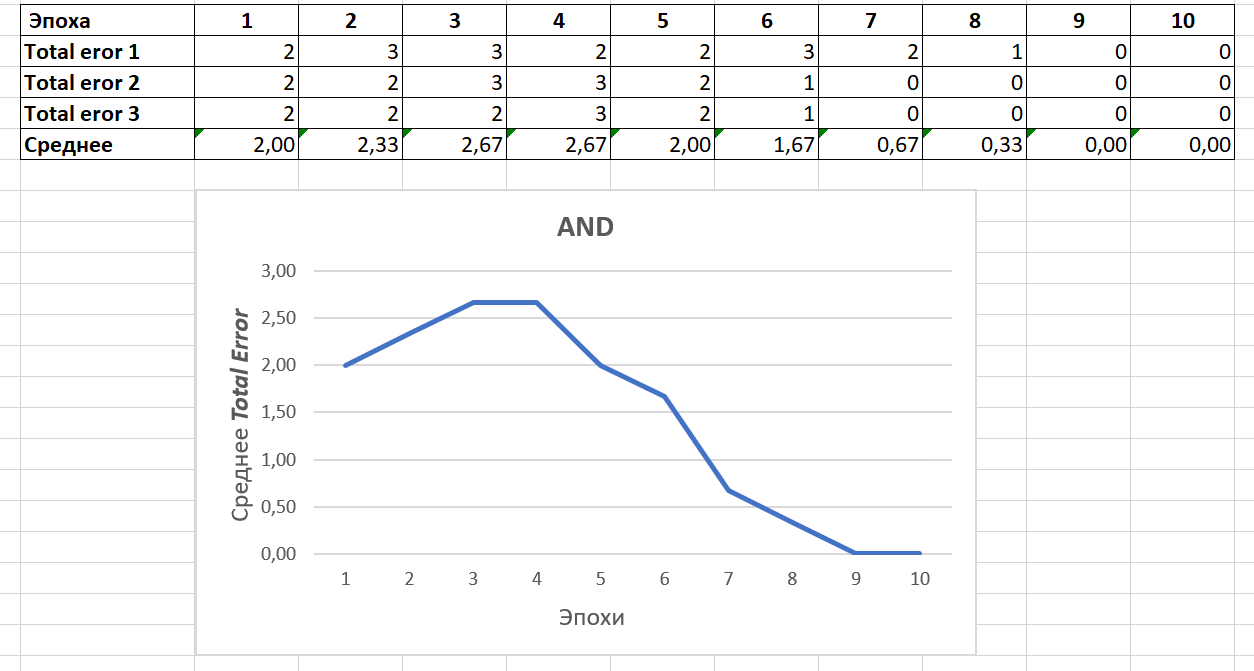 Эпоха 1 2 3 4 5 6 7 8 9 10
Total eror 1 2 3 3 2 2 3 2 1 0 0
Total eror 2 2 2 3 3 2 1 0 0 0 0
Total eror 3 2 2 2 3 2 1 0 0 0 0
Среднее 2,00 2,33 2,67 2,67 2,00 1,67 0,67 0,33 0,00 0,00
AND
3,00
2,50
2,00
1,50
1,00
0,50
0,00
Среднее Total Error
1 2 3 4 5 6 7 8 9 10
Эпохи